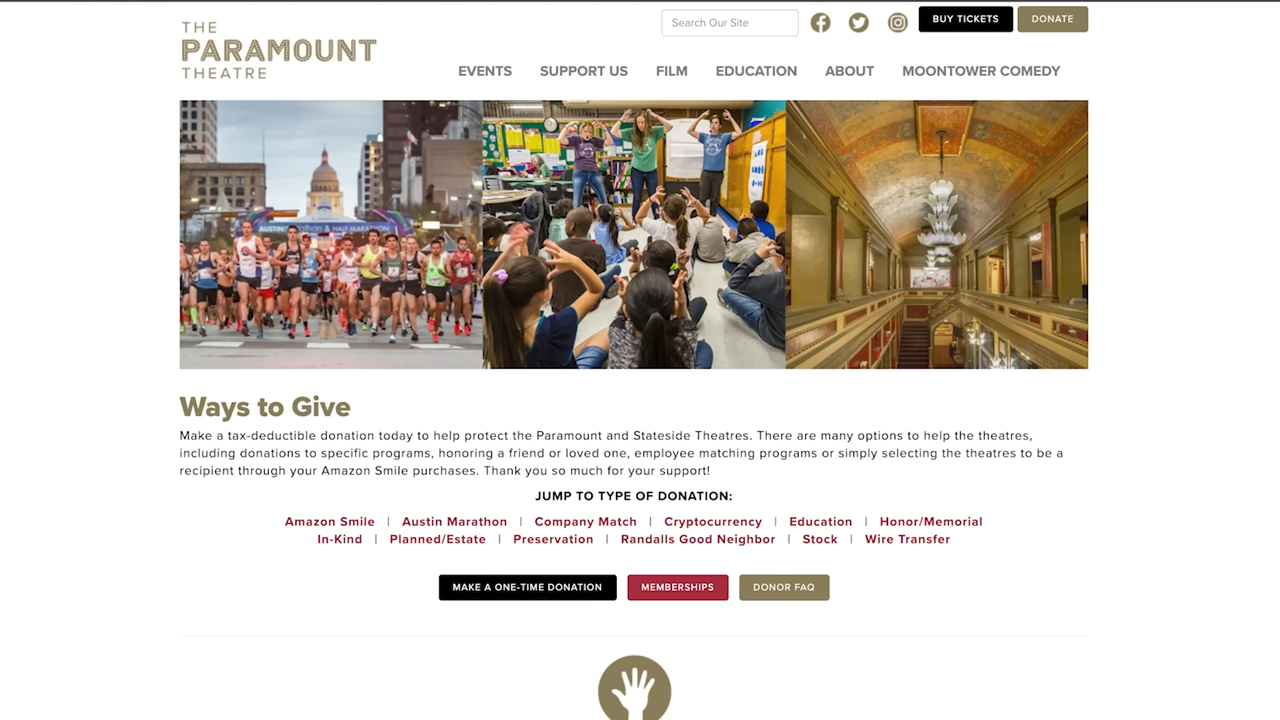 THE
PARAMOUNT
THEATRE
Search Our Site
BUY TICKETS
DONATE
EVENTS
SUPPORT US
FILM
EDUCATION
ABOUT
MOONTOWER COMEDY
AUSTIN marathon & HALF MARATHON
Ways to Give
Make a tax-deductible donation today to help protect the Paramount and Stateside Theatres. There are many options to help the theatres,
including donations to specific programs, honoring a friend or loved one, employee matching programs or simply selecting the theatres to be a
recipient through your Amazon Smile purchases. Thank you so much for your support!
JUMP TO TYPE OF DONATION:
Amazon Smile | Austin Marathon | Company Match | Cryptocurrency | Education | Honor/Memorial
In-Kind | Planned/Estate | Preservation | Randalls Good Neighbor | Stock | Wire Transfer
MAKE A ONE-TIME DONATION
MEMBERSHIPS
DONOR FAQ